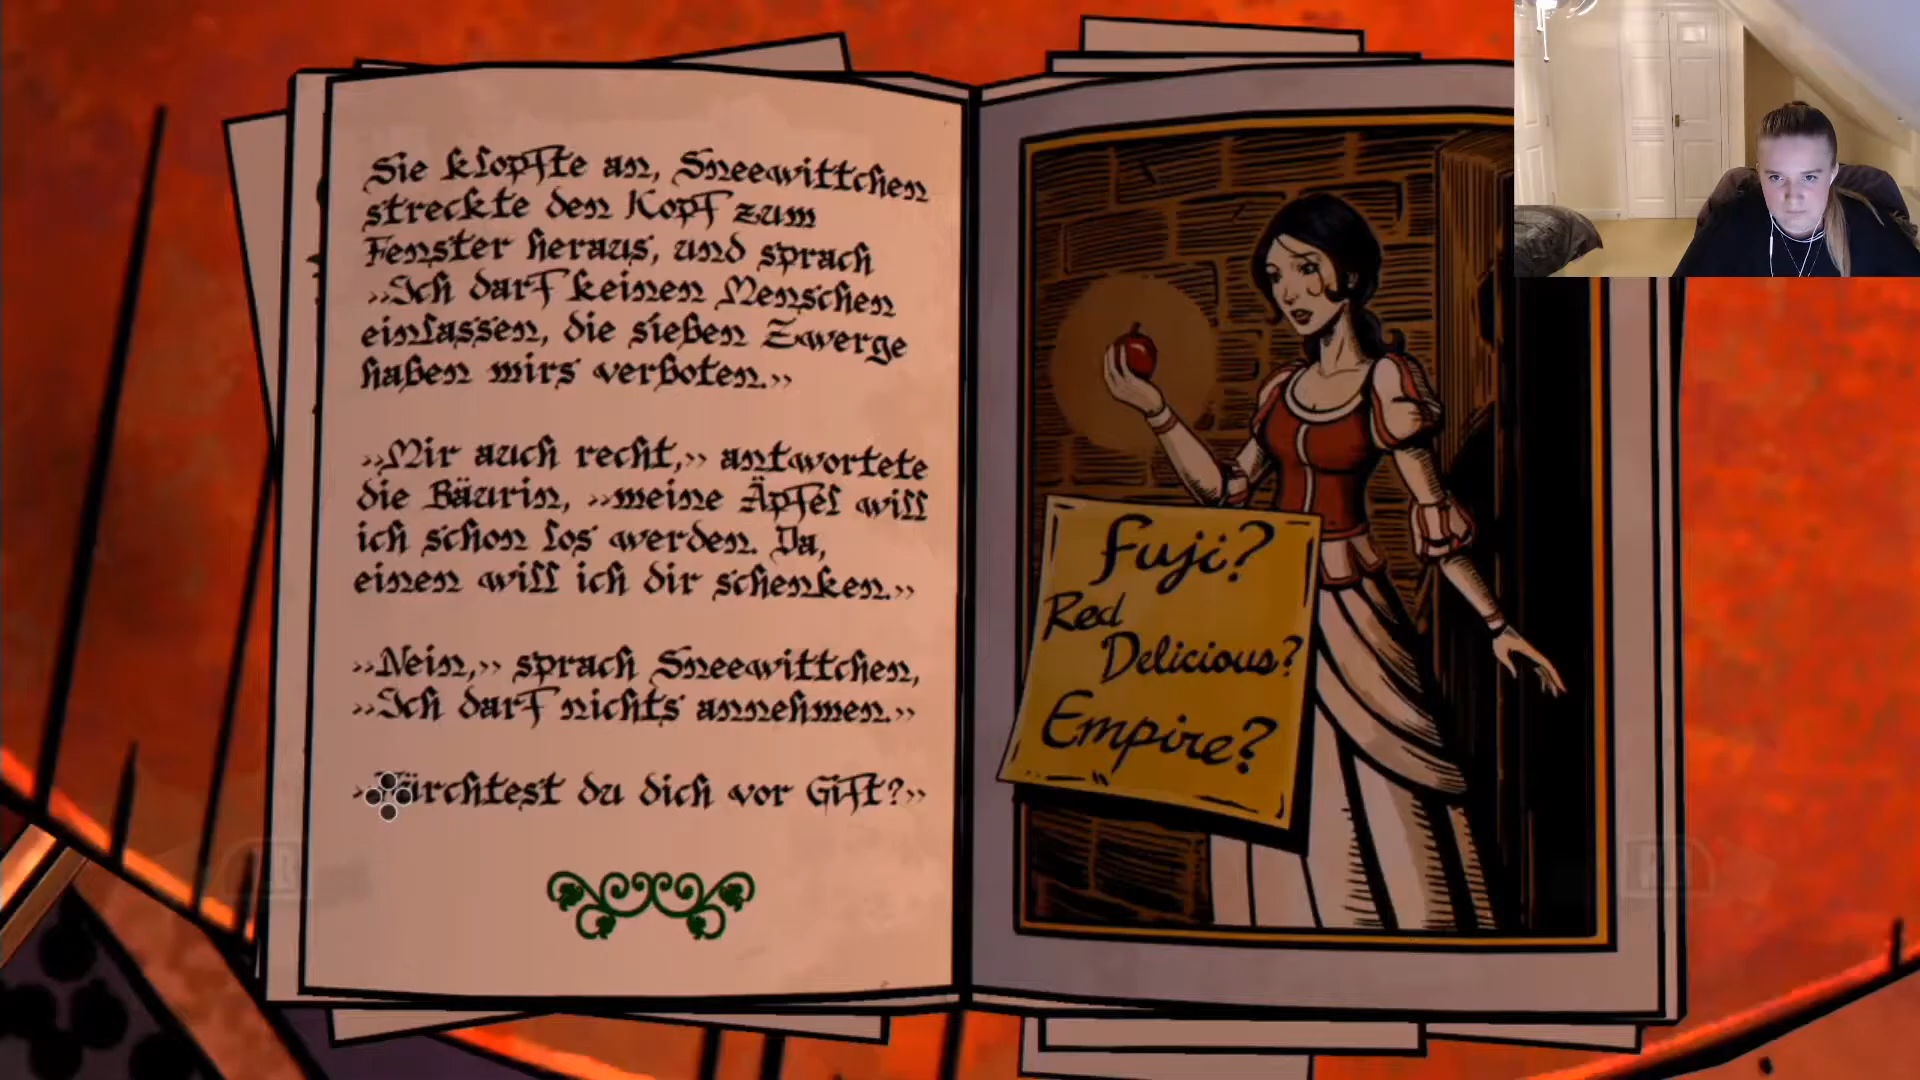 Sie klopfte an, Sneewittchen
streckte den Kopf zum
Fenster heraus, und sprach
»Ich darf keinen Menschen
einlassen, die sieben Zwerge
haben mirs verboten.»
»Mir auch recht,» antwortete
die Bäurin, »meine Äpfel will
ich schon los werden. Da,
einen will ich dir schenken.»
»Nein,» sprach Sneewittchen,
»Ich darf nichts annehmen.»
»Fürchtest du dich vor Gift?»
Fuji?
Red
Delicious?
Empire?